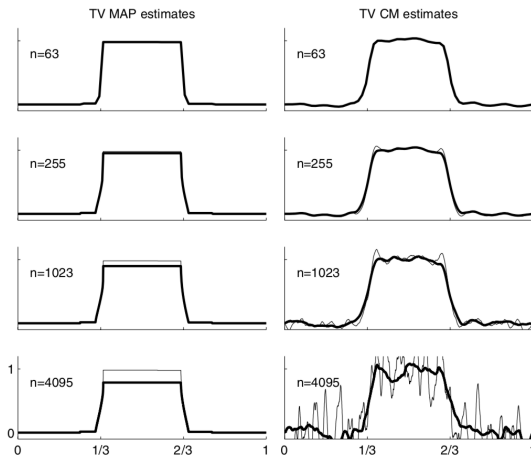 TV MAP estimates
TV CM estimates
n=63
n=63
n=255
n=255
n=1023
n=1023
1
n=4095
n=4095
0
0 1/3 2/3 1
0 1/3 2/3